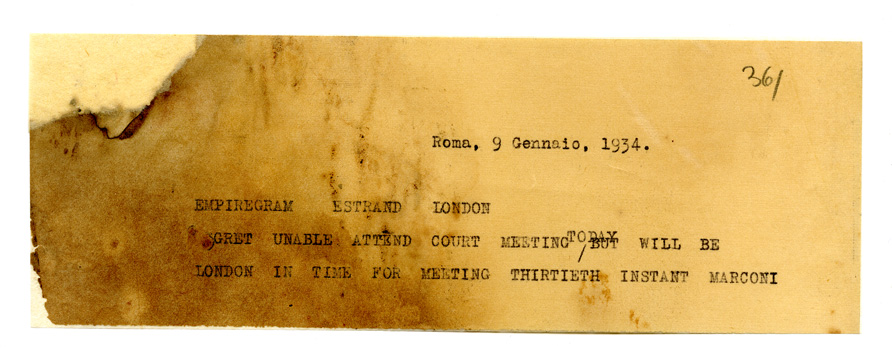 361
Roma, 9 Gennaio, 1934.
EMPIREGRAM ESTRAND LONDON
GRET UNABLE ATTEND COURT MEETING TODAY / BUT WILL BE
LONDON IN TIME FOR MEETING THIRTIETH INSTANT MARCONI